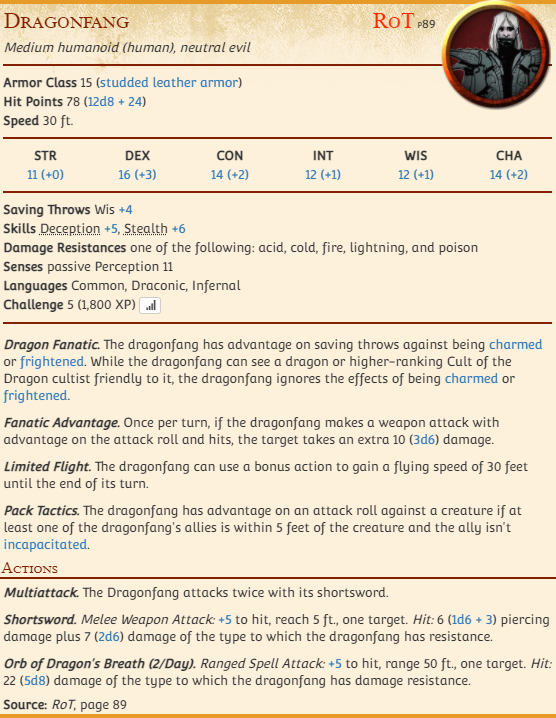 Dragonfang RoT p89
Medium humanoid (human), neutral evil
Armor Class 15 (studded leather armor)
Hit Points 78 (12d8 + 24)
Speed 30 ft.
STR DEX CON INT WIS CHA
11 (+0) 16 (+3) 14 (+2) 12 (+1) 12 (+1) 14 (+2)
Saving Throws Wis +4
Skills Deception +5, Stealth +6
Damage Resistances one of the following: acid, cold, fire, lightning, and poison
Senses passive Perception 11
Languages Common, Draconic, Infernal
Challenge 5 (1,800 XP)
Dragon Fanatic. The dragonfang has advantage on saving throws against being charmed
or frightened. While the dragonfang can see a dragon or higher-ranking Cult of the
Dragon cultist friendly to it, the dragonfang ignores the effects of being charmed or
frightened.
Fanatic Advantage. Once per turn, if the dragonfang makes a weapon attack with
advantage on the attack roll and hits, the target takes an extra 10 (3d6) damage.
Limited Flight. The dragonfang can use a bonus action to gain a flying speed of 30 feet
until the end of its turn.
Pack Tactics. The dragonfang has advantage on an attack roll against a creature if at
least one of the dragonfang's allies is within 5 feet of the creature and the ally isn't
incapacitated.
Actions
Multiattack. The Dragonfang attacks twice with its shortsword.
Shortsword. Melee Weapon Attack: +5 to hit, reach 5 ft., one target. Hit: 6 (1d6 + 3) piercing
damage plus 7 (2d6) damage of the type to which the dragonfang has resistance.
Orb of Dragon's Breath (2/Day). Ranged Spell Attack: +5 to hit, range 50 ft., one target. Hit:
22 (5d8) damage of the type to which the dragonfang has damage resistance.
Source: RoT, page 89